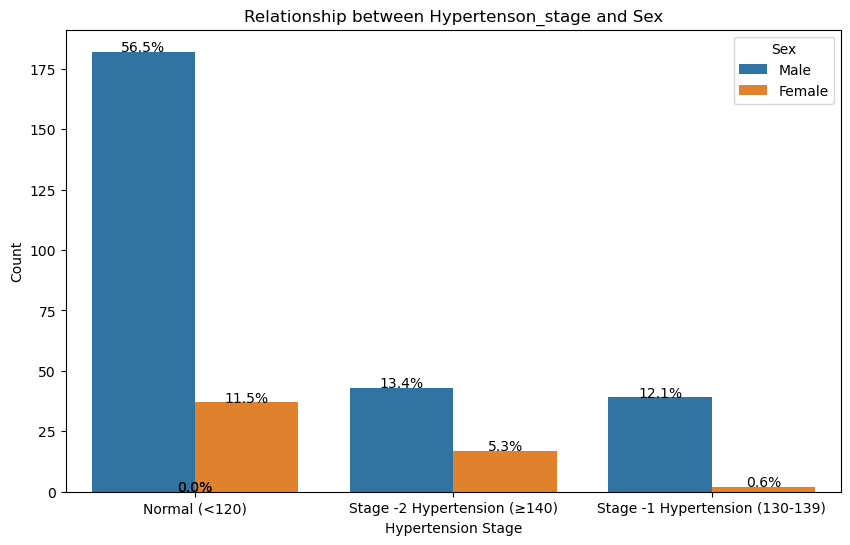 Relationship between Hypertenson_stage and Sex
56.5%
Sex
Male
Female
175
150
125
100
75
50
25
0
Count
13.4%
12.1%
11.5%
5.3%
0.6%
0.0%
Normal (<120)
Stage -2 Hypertension (≥140)
Stage -1 Hypertension (130-139)
Hypertension Stage